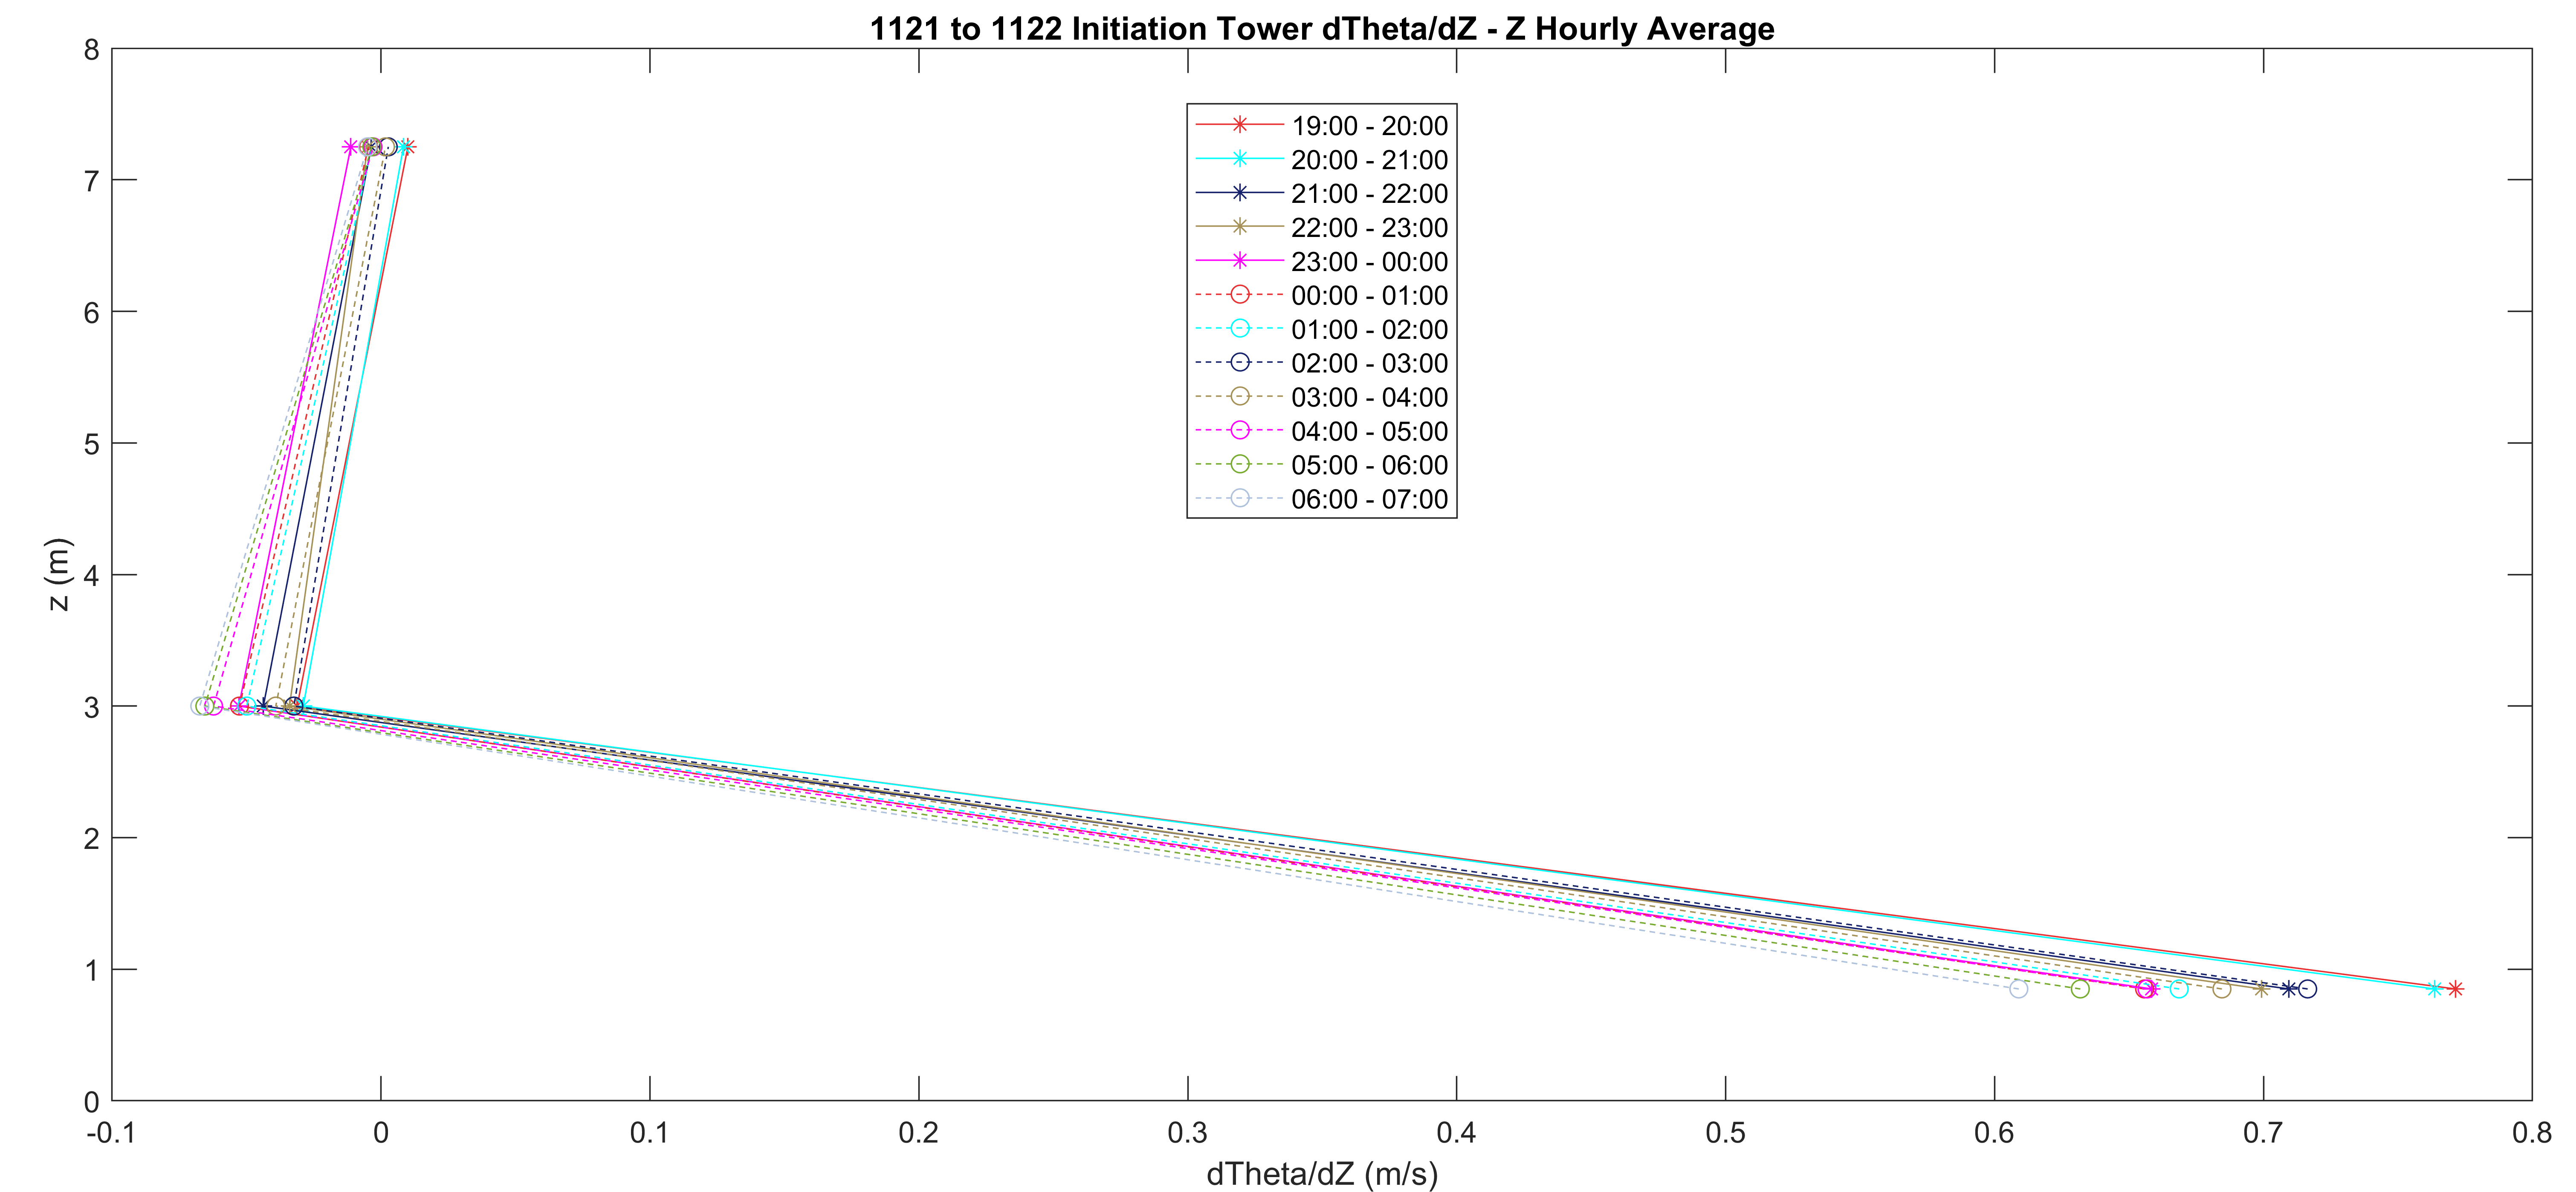 1121 to 1122 Initiation Tower dTheta/dZ - Z Hourly Average
8
7
6
5
4
3
2
1
0
z (m)
19:00 - 20:00
20:00 - 21:00
21:00 - 22:00
22:00 - 23:00
23:00 - 00:00
00:00 - 01:00
01:00 - 02:00
02:00 - 03:00
03:00 - 04:00
04:00 - 05:00
05:00 - 06:00
06:00 - 07:00
-0.1 0 0.1 0.2 0.3 0.4 0.5 0.6 0.7 0.8
dTheta/dZ (m/s)